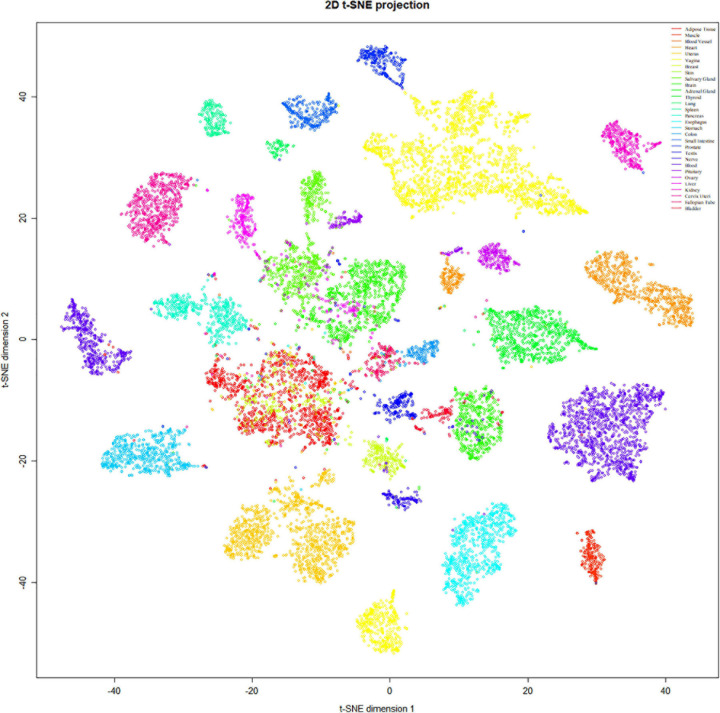 2D t-SNE projection
Adipose Tissue
Muscle
Blood Vessel
Heart
Uterus
Vagina
Breast
Skin
Salivary Gland
Brain
Adrenal Gland
Thyroid
Lung
Spleen
Pancreas
Esophagus
Stomach
Colon
Small Intestine
Prostate
Testis
Nerve
Blood
Pituitary
Ovary
Liver
Kidney
Cervix Uteri
Fallopian Tube
Bladder
t-SNE dimension 2
40
20
0
-20
-40
-40
-20
0
20
40
t-SNE dimension 1